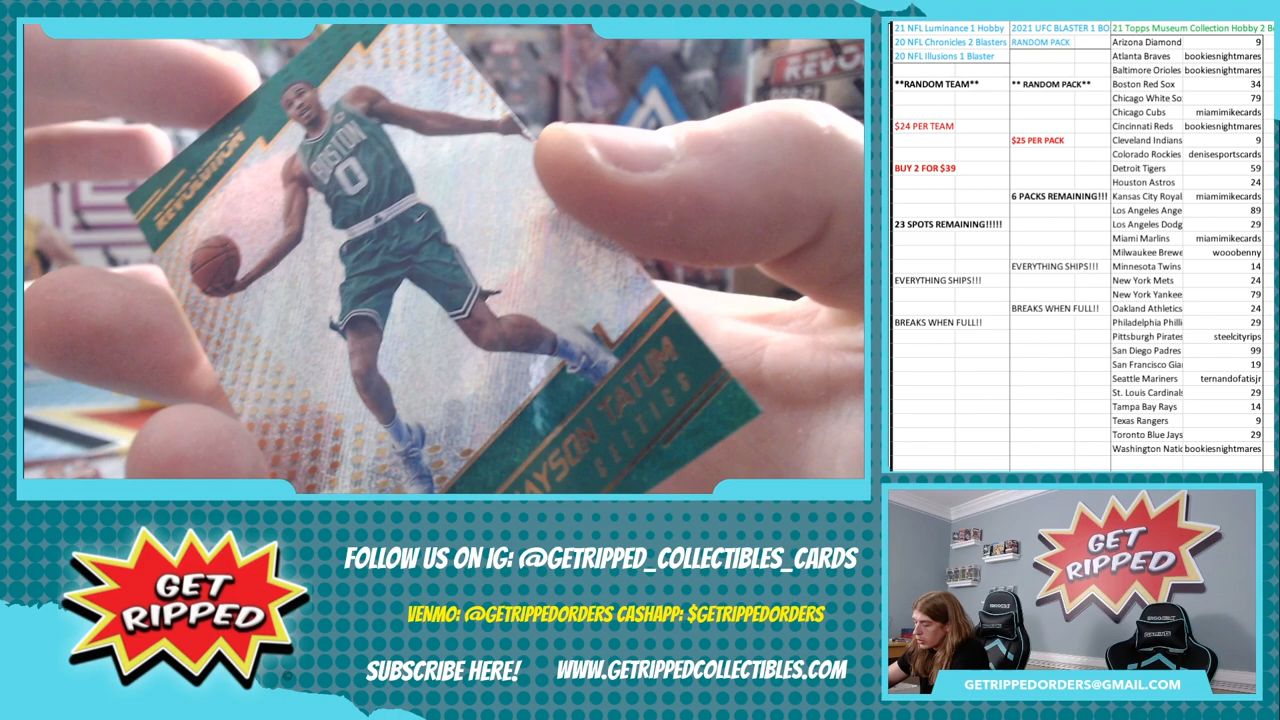 REVOLUTION
BOSTON
0
JAYSON TATUM
CELTICS
REVO
21 NFL Luminance 1 Hobby
20 NFL Chronicles 2 Blasters
20 NFL Illusions 1 Blaster
**RANDOM TEAM**
$24 PER TEAM
BUY 2 FOR $39
23 SPOTS REMAINING!!!!!
EVERYTHING SHIPS!!!
BREAKS WHEN FULL!!
2021 UFC BLASTER 1 BO
RANDOM PACK
** RANDOM PACK**
$25 PER PACK
6 PACKS REMAINING!!!
EVERYTHING SHIPS!!!
BREAKS WHEN FULL!!
21 Topps Museum Collection Hobby 2 B
Arizona Diamond 9
Atlanta Braves bookiesnightmares
Baltimore Orioles bookiesnightmares
Boston Red Sox 34
Chicago White So 79
Chicago Cubs miamimikecards
Cincinnati Reds bookiesnightmares
Cleveland Indians 9
Colorado Rockies denisesportscards
Detroit Tigers 59
Houston Astros 24
Kansas City Royal miamimikecards
Los Angeles Ange 89
Los Angeles Dodg 29
Miami Marlins miamimikecards
Milwaukee Brewe wooobenny
Minnesota Twins 14
New York Mets 24
New York Yankee 79
Oakland Athletics 24
Philadelphia Philli 29
Pittsburgh Pirates steelcityrips
San Diego Padres 99
San Francisco Gia 19
Seattle Mariners ternandofatisjr
St. Louis Cardinals 29
Tampa Bay Rays 14
Texas Rangers 9
Toronto Blue Jays 29
Washington Natio bookiesnightmares
GET
RIPPED
FOLLOW US ON IG: @GETRIPPED_COLLECTIBLES_CARDS
VENMO: @GETRIPPEDORDERS CASHAPP: $GETRIPPEDORDERS
SUBSCRIBE HERE! WWW.GETRIPPEDCOLLECTIBLES.COM
GET
RIPPED
GETRIPPEDORDERS@GMAIL.COM